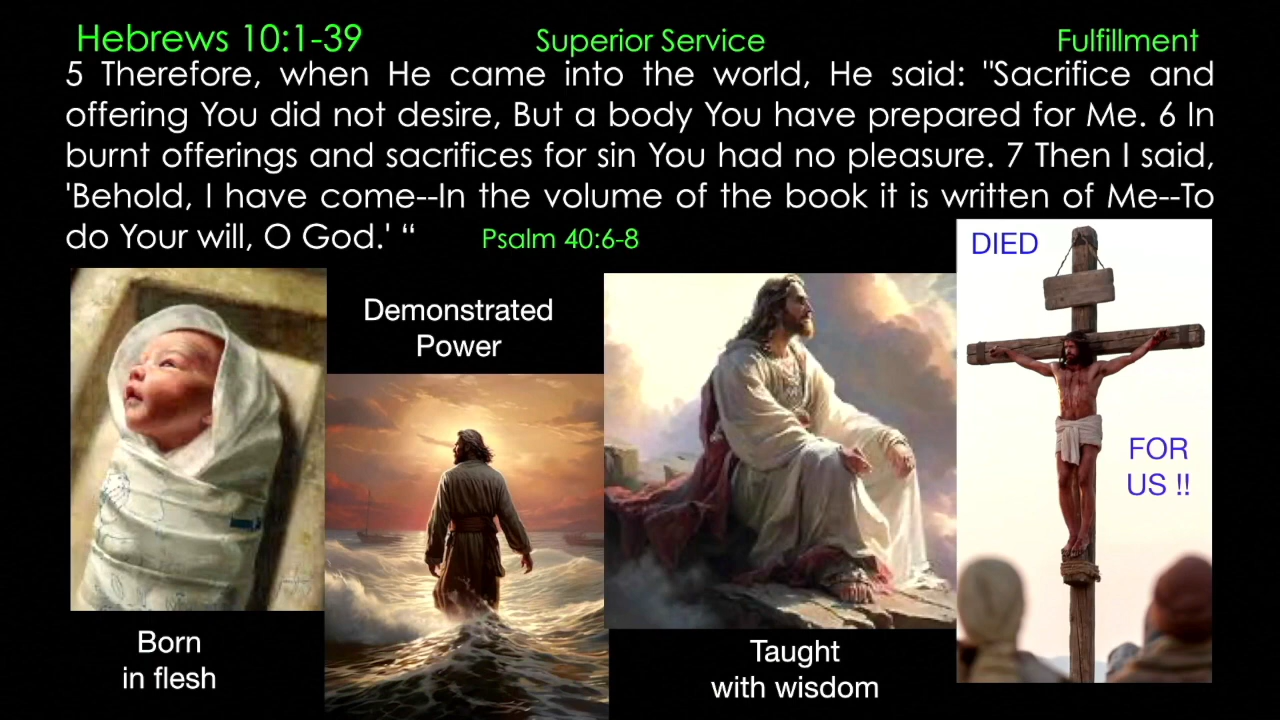 Hebrews 10:1-39 Superior Service Fulfillment
5 Therefore, when He came into the world, He said: "Sacrifice and
offering You did not desire, But a body You have prepared for Me. 6 In
burnt offerings and sacrifices for sin You had no pleasure. 7 Then I said,
'Behold, I have come--In the volume of the book it is written of Me--To
do Your will, O God.' “ Psalm 40:6-8
Born
in flesh
Demonstrated
Power
Taught
with wisdom
DIED
FOR
US !!